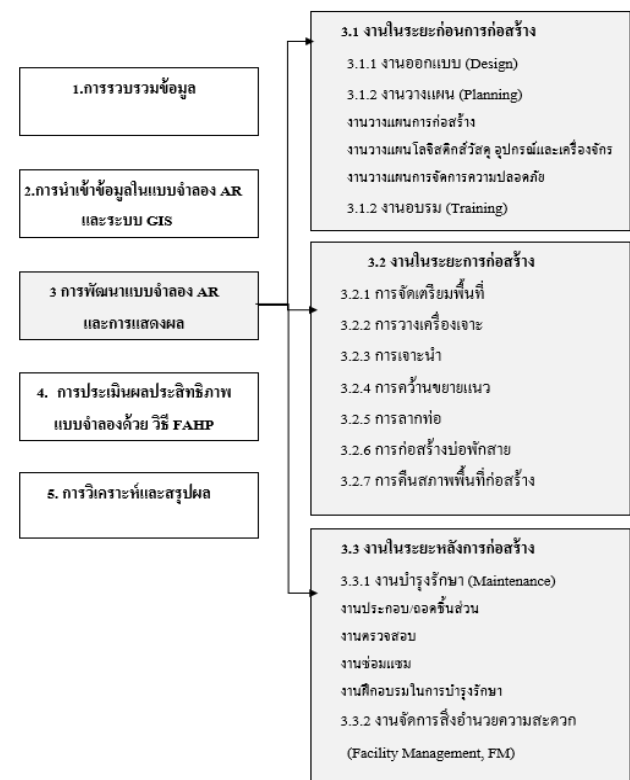 1.การรวบรวมข้อมูล
2.การนำเข้าข้อมูลในแบบจำลอง AR
และระบบ GIS
3 การพัฒนาแบบจำลอง AR
และการแสดงผล
4. การประเมินผลประสิทธิภาพ
แบบจำลองด้วย วิธี FAHP
5. การวิเคราะห์และสรุปผล
3.1 งานในระยะก่อนการก่อสร้าง
3.1.1 งานออกแบบ (Design)
3.1.2 งานวางแผน (Planning)
งานวางแผนการก่อสร้าง
งานวางแผนโลจิสติกส์วัสดุ อุปกรณ์และเครื่องจักร
งานวางแผนการจัดการความปลอดภัย
3.1.2 งานอบรม (Training)
3.2 งานในระยะการก่อสร้าง
3.2.1 การจัดเตรียมพื้นที่
3.2.2 การวางเครื่องเจาะ
3.2.3 การเจาะนำ
3.2.4 การคว้านขยายแนว
3.2.5 การลากท่อ
3.2.6 การก่อสร้างบ่อพักสาย
3.2.7 การคืนสภาพพื้นที่ก่อสร้าง
3.3 งานในระยะหลังการก่อสร้าง
3.3.1 งานบำรุงรักษา (Maintenance)
งานประกอบ/ถอดชิ้นส่วน
งานตรวจสอบ
งานซ่อมแซม
งานฝึกอบรมในการบำรุงรักษา
3.3.2 งานจัดการสิ่งอำนวยความสะดวก
(Facility Management, FM)